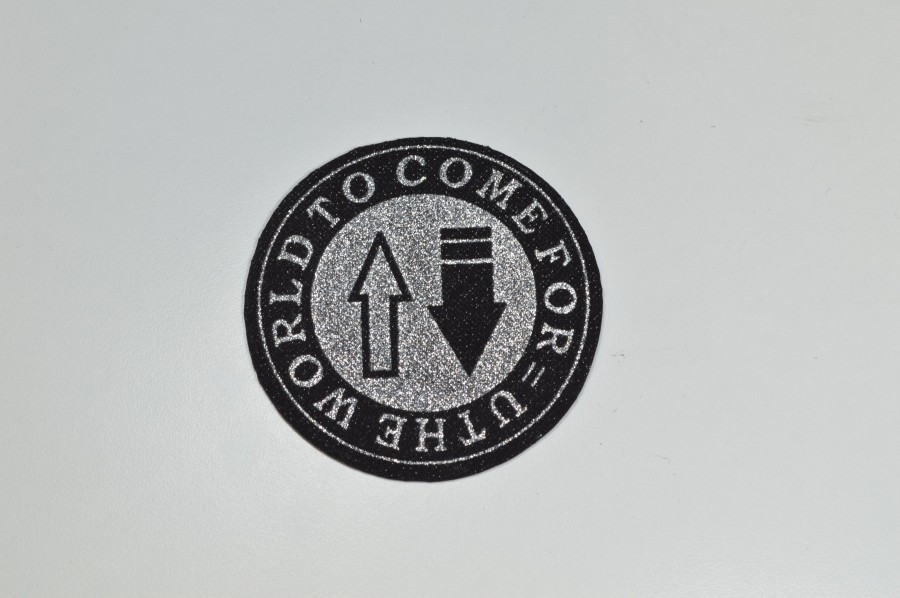 THE WORLD TO COME FOR = U